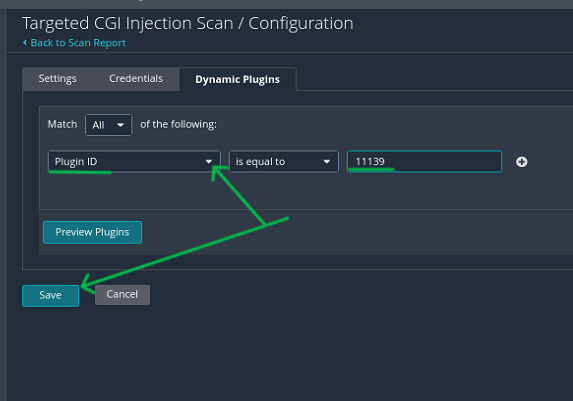 Targeted CGI Injection Scan / Configuration
‹ Back to Scan Report
Settings Credentials Dynamic Plugins
Match All of the following:
Plugin ID is equal to 11139
Preview Plugins
Save Cancel